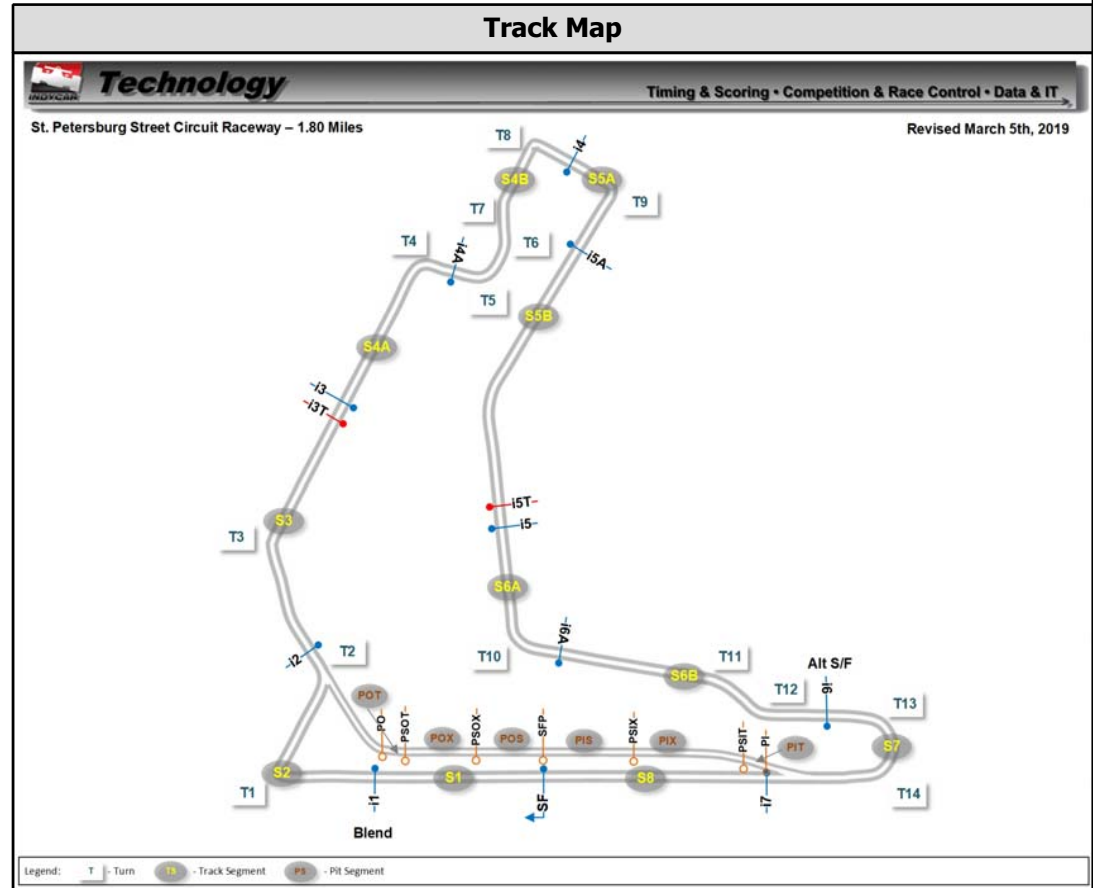 Track Map
INDYCAR Technology
Timing & Scoring • Competition & Race Control • Data & IT
St. Petersburg Street Circuit Raceway – 1.80 Miles
Revised March 5th, 2019
T8
-i4-
S4B
S5A
T7
T9
T4
-i4A-
T6
-i5A-
T5
S5B
S4A
-i3-
-i3T-
-i5T-
-i5-
S3
T3
S6A
-i6A-
-i2-
T2
T10
S6B
T11
Alt S/F
-i6-
T12
T13
POT
-PO-
-PSOT-
POX
-PSOX-
POS
-SFP-
PIS
-PSIX-
PIX
-PSIT-
-PI-
PIT
S7
S2
T1
-i1-
S1
-SF-
S8
-i7-
T14
Blend
Legend: T - Turn TS - Track Segment PS - Pit Segment